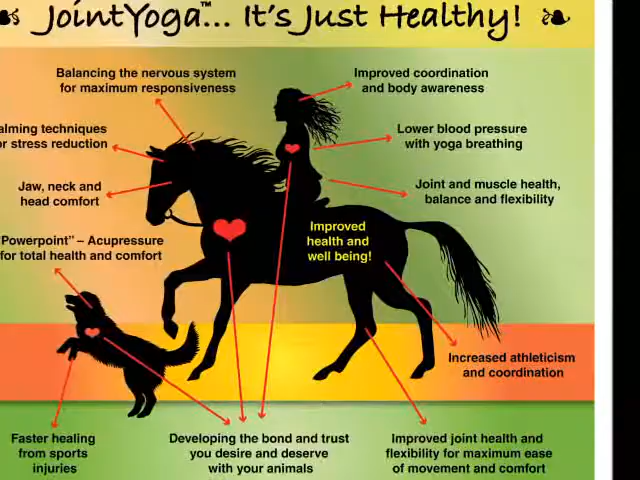 JointYoga™... It's Just Healthy!
Balancing the nervous system
for maximum responsiveness
Improved coordination
and body awareness
alming techniques
or stress reduction
Lower blood pressure
with yoga breathing
Jaw, neck and
head comfort
Joint and muscle health,
balance and flexibility
"Powerpoint" – Acupressure
for total health and comfort
Improved
health and
well being!
Increased athleticism
and coordination
Faster healing
from sports
injuries
Developing the bond and trust
you desire and deserve
with your animals
Improved joint health and
flexibility for maximum ease
of movement and comfort